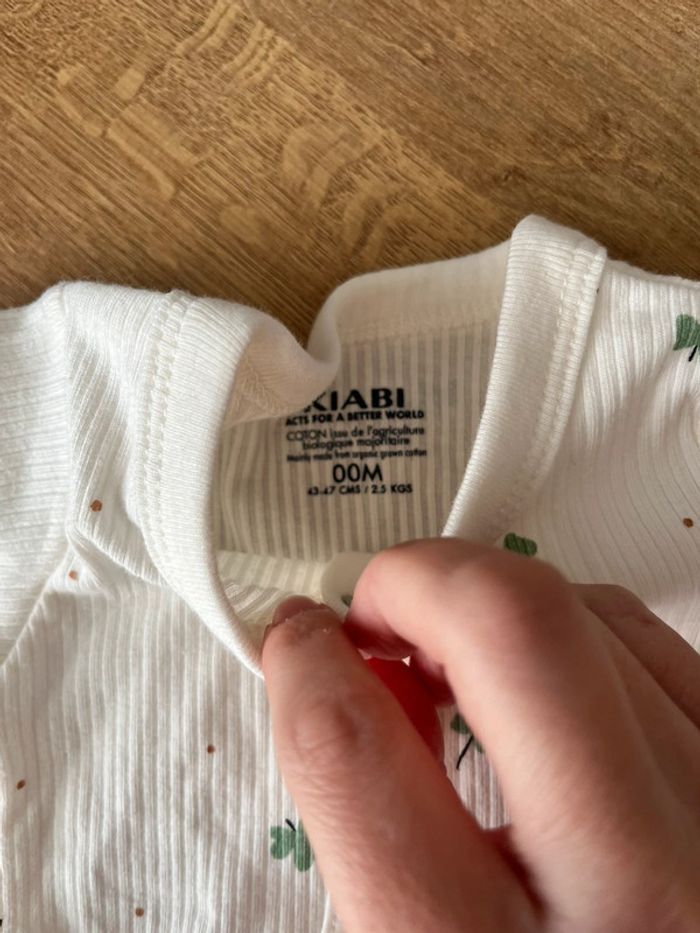 KIABI
ACTS FOR A BETTER WORLD
COTON issu de l'agriculture
biologique majoritaire
Mainly made from organic grown cotton
00M
43-47 CMS / 2.5 KGS